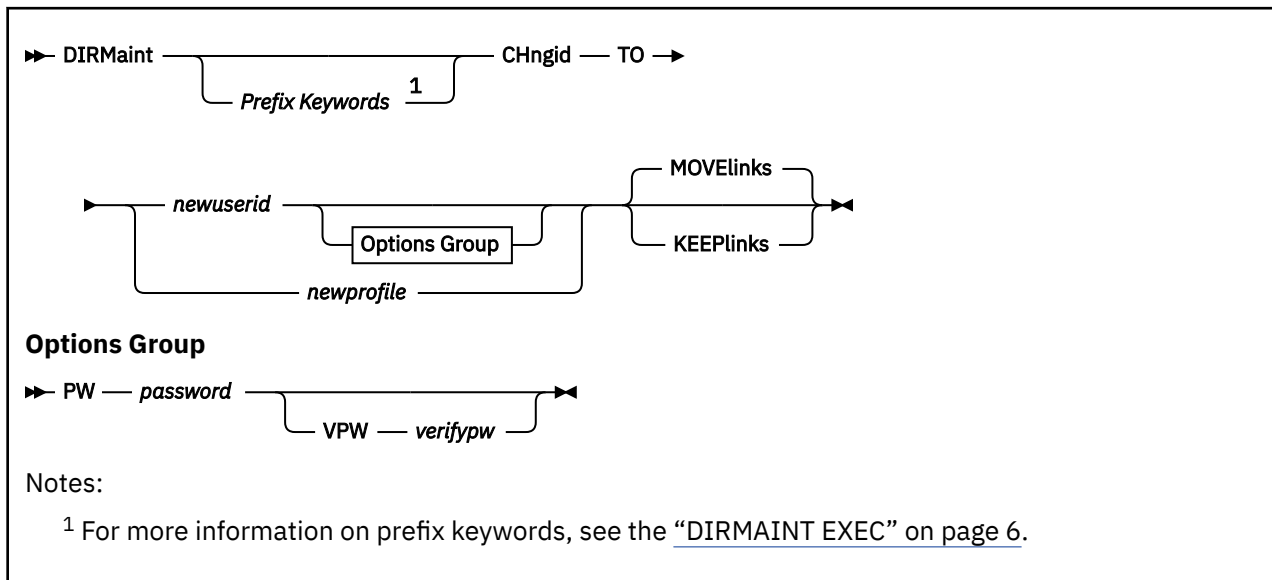 DIRMaint CHngid TO
Prefix Keywords 1
MOVElinks
newuserid
Options Group KEEPlinks
newprofile
Options Group
PW password
VPW verifypw
Notes:
1 For more information on prefix keywords, see the “DIRMAINT EXEC” on page 6.